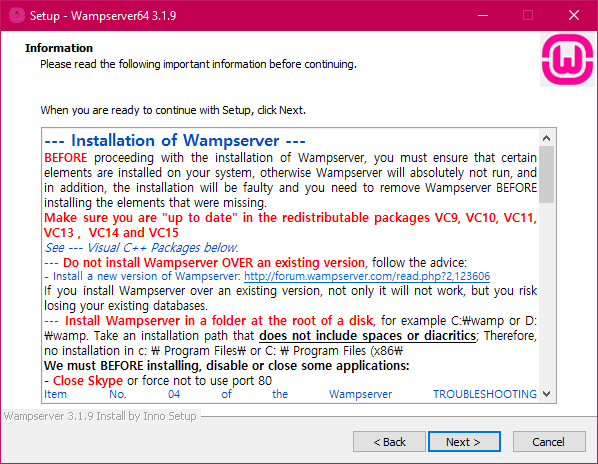 Setup - Wampserver64 3.1.9
Information
Please read the following important information before continuing.
When you are ready to continue with Setup, click Next.
--- Installation of Wampserver ---
BEFORE proceeding with the installation of Wampserver, you must ensure that certain
elements are installed on your system, otherwise Wampserver will absolutely not run, and
in addition, the installation will be faulty and you need to remove Wampserver BEFORE
installing the elements that were missing.
Make sure you are "up to date" in the redistributable packages VC9, VC10, VC11,
VC13 , VC14 and VC15
See --- Visual C++ Packages below.
--- Do not install Wampserver OVER an existing version, follow the advice:
- Install a new version of Wampserver: http://forum.wampserver.com/read.php?2,123606
If you install Wampserver over an existing version, not only it will not work, but you risk
losing your existing databases.
--- Install Wampserver in a folder at the root of a disk, for example C:₩wamp or D:
₩wamp. Take an installation path that does not include spaces or diacritics; Therefore,
no installation in c: ₩ Program Files₩ or C: ₩ Program Files (x86₩
We must BEFORE installing, disable or close some applications:
- Close Skype or force not to use port 80
Item No. 04 of the Wampserver TROUBLESHOOTING
Wampserver 3.1.9 Install by Inno Setup
< Back
Next >
Cancel